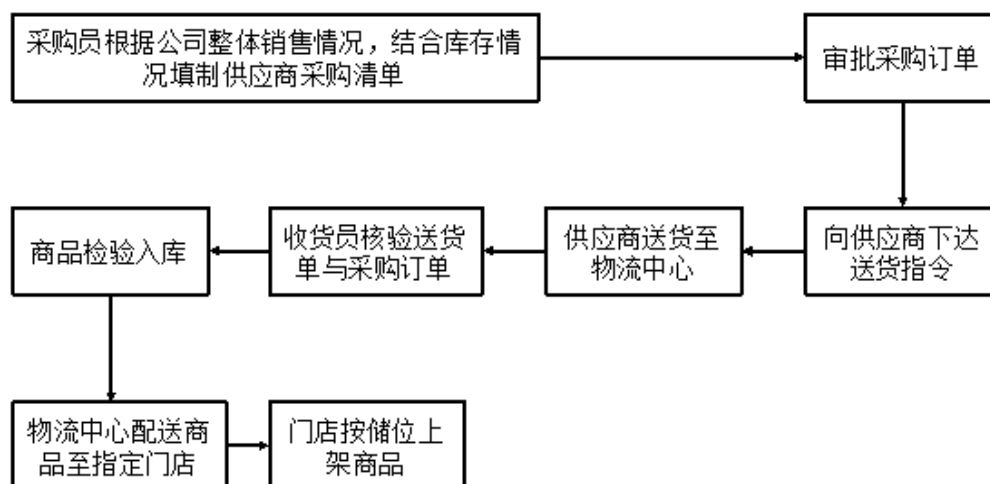 采购员根据公司整体销售情况，结合库存情
况填制供应商采购清单
审批采购订单
向供应商下达
送货指令
供应商送货至
物流中心
收货员核验送货
单与采购订单
商品检验入库
物流中心配送商
品至指定门店
门店按储位上
架商品